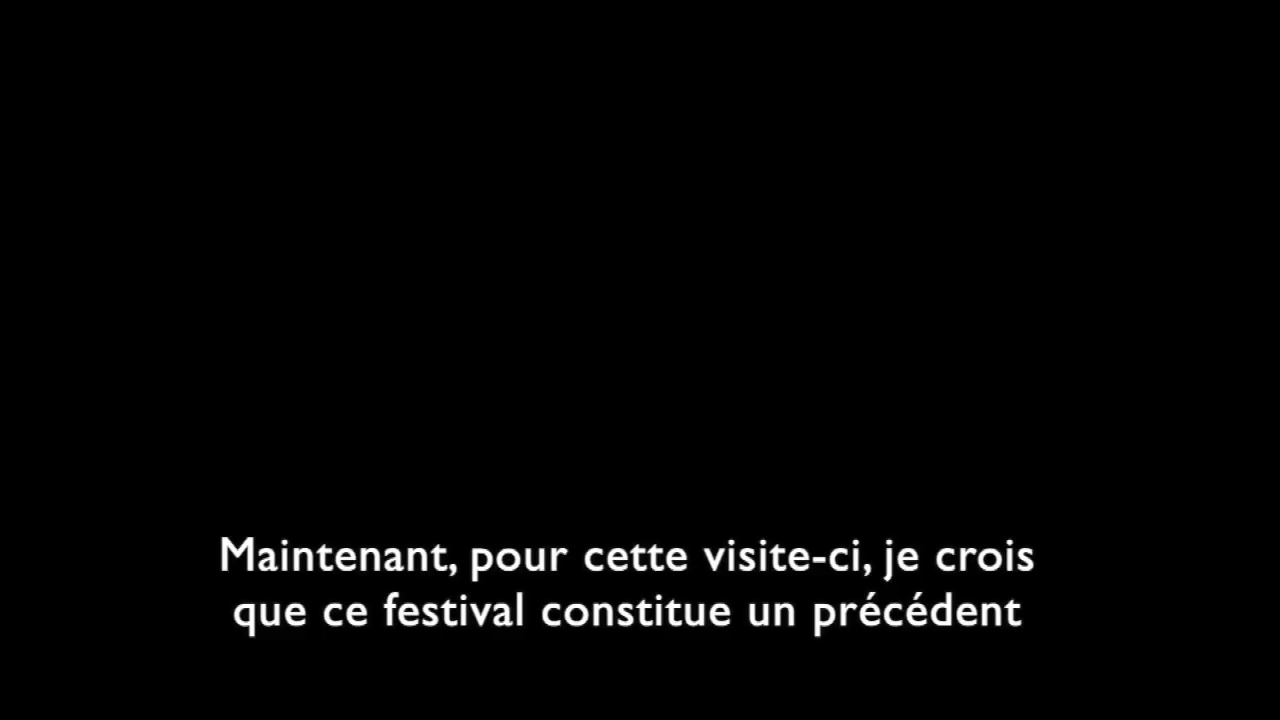 Maintenant, pour cette visite-ci, je crois
que ce festival constitue un précédent